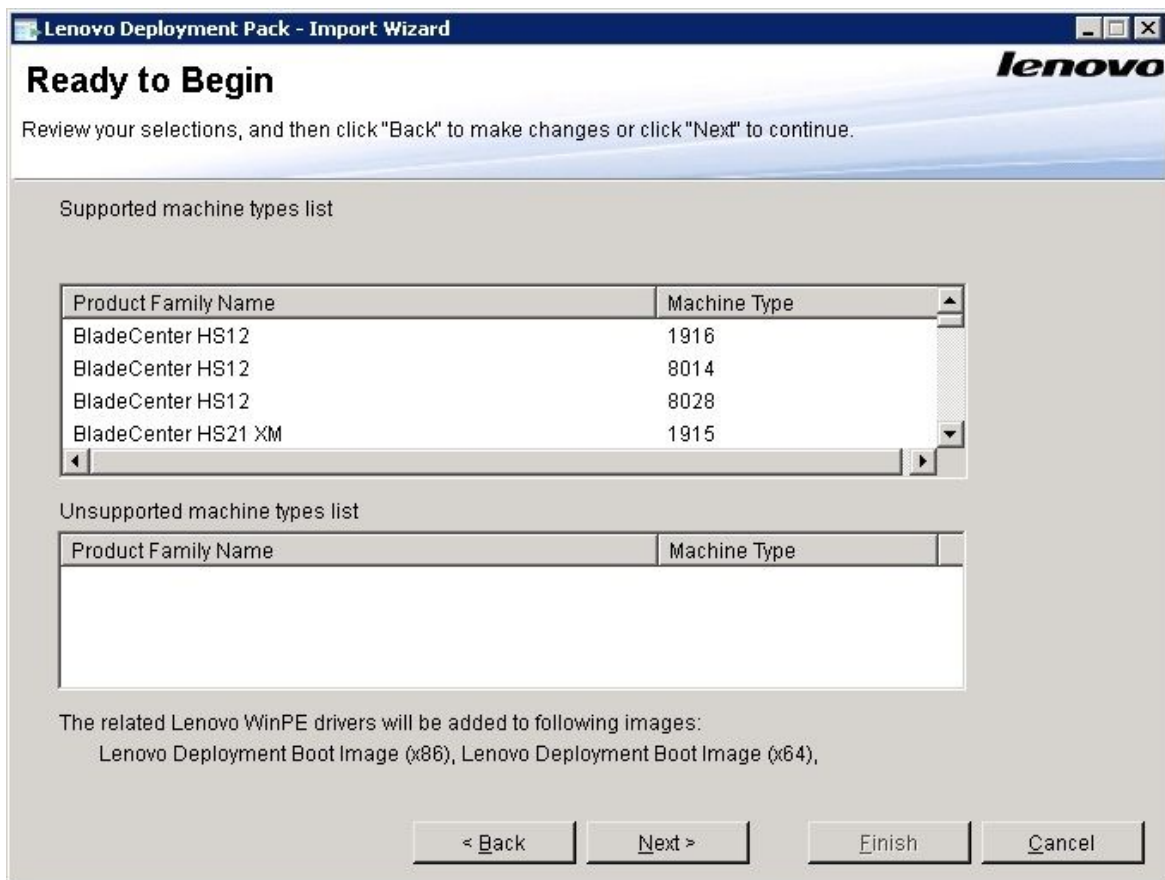 Lenovo Deployment Pack - Import Wizard
lenovo
Ready to Begin
Review your selections, and then click "Back" to make changes or click "Next" to continue.
Supported machine types list
Product Family Name Machine Type
BladeCenter HS12 1916
BladeCenter HS12 8014
BladeCenter HS12 8028
BladeCenter HS21 XM 1915
Unsupported machine types list
Product Family Name Machine Type
The related Lenovo WinPE drivers will be added to following images:
Lenovo Deployment Boot Image (x86), Lenovo Deployment Boot Image (x64),
< Back Next > Finish Cancel